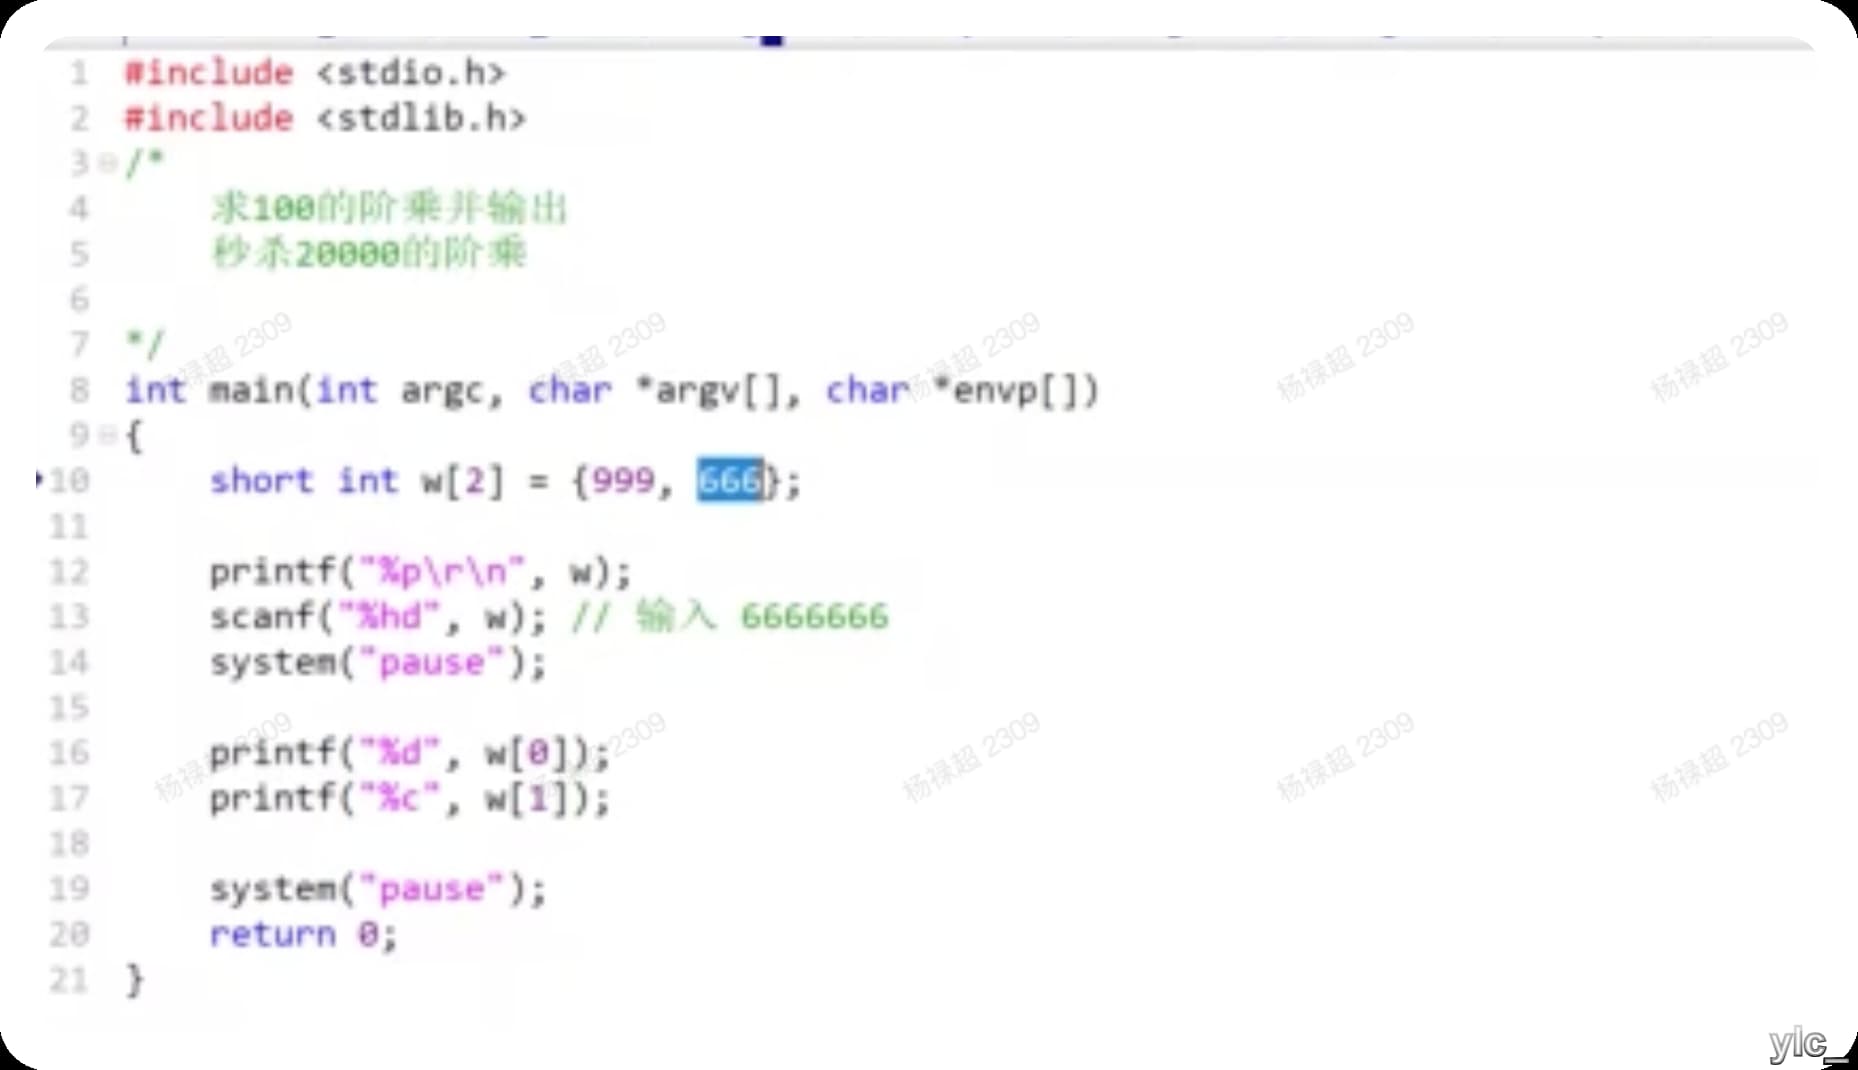 1 #include <stdio.h>
2 #include <stdlib.h>
3 /*
4 求100的阶乘并输出
5 秒杀20000的阶乘
6
7 */
8 int main(int argc, char *argv[], char *envp[])
9 {
10 short int w[2] = {999, 666};
11
12 printf("%p\r\n", w);
13 scanf("%hd", w); // 输入 6666666
14 system("pause");
15
16 printf("%d", w[0]);
17 printf("%c", w[1]);
18
19 system("pause");
20 return 0;
21 }
杨禄超 2309
杨禄超 2309
杨禄超 2309
杨禄超 2309
杨禄超 2309
杨禄超 2309
杨禄超 2309
杨禄超 2309
杨禄超 2309
杨禄超 2309
ylc_